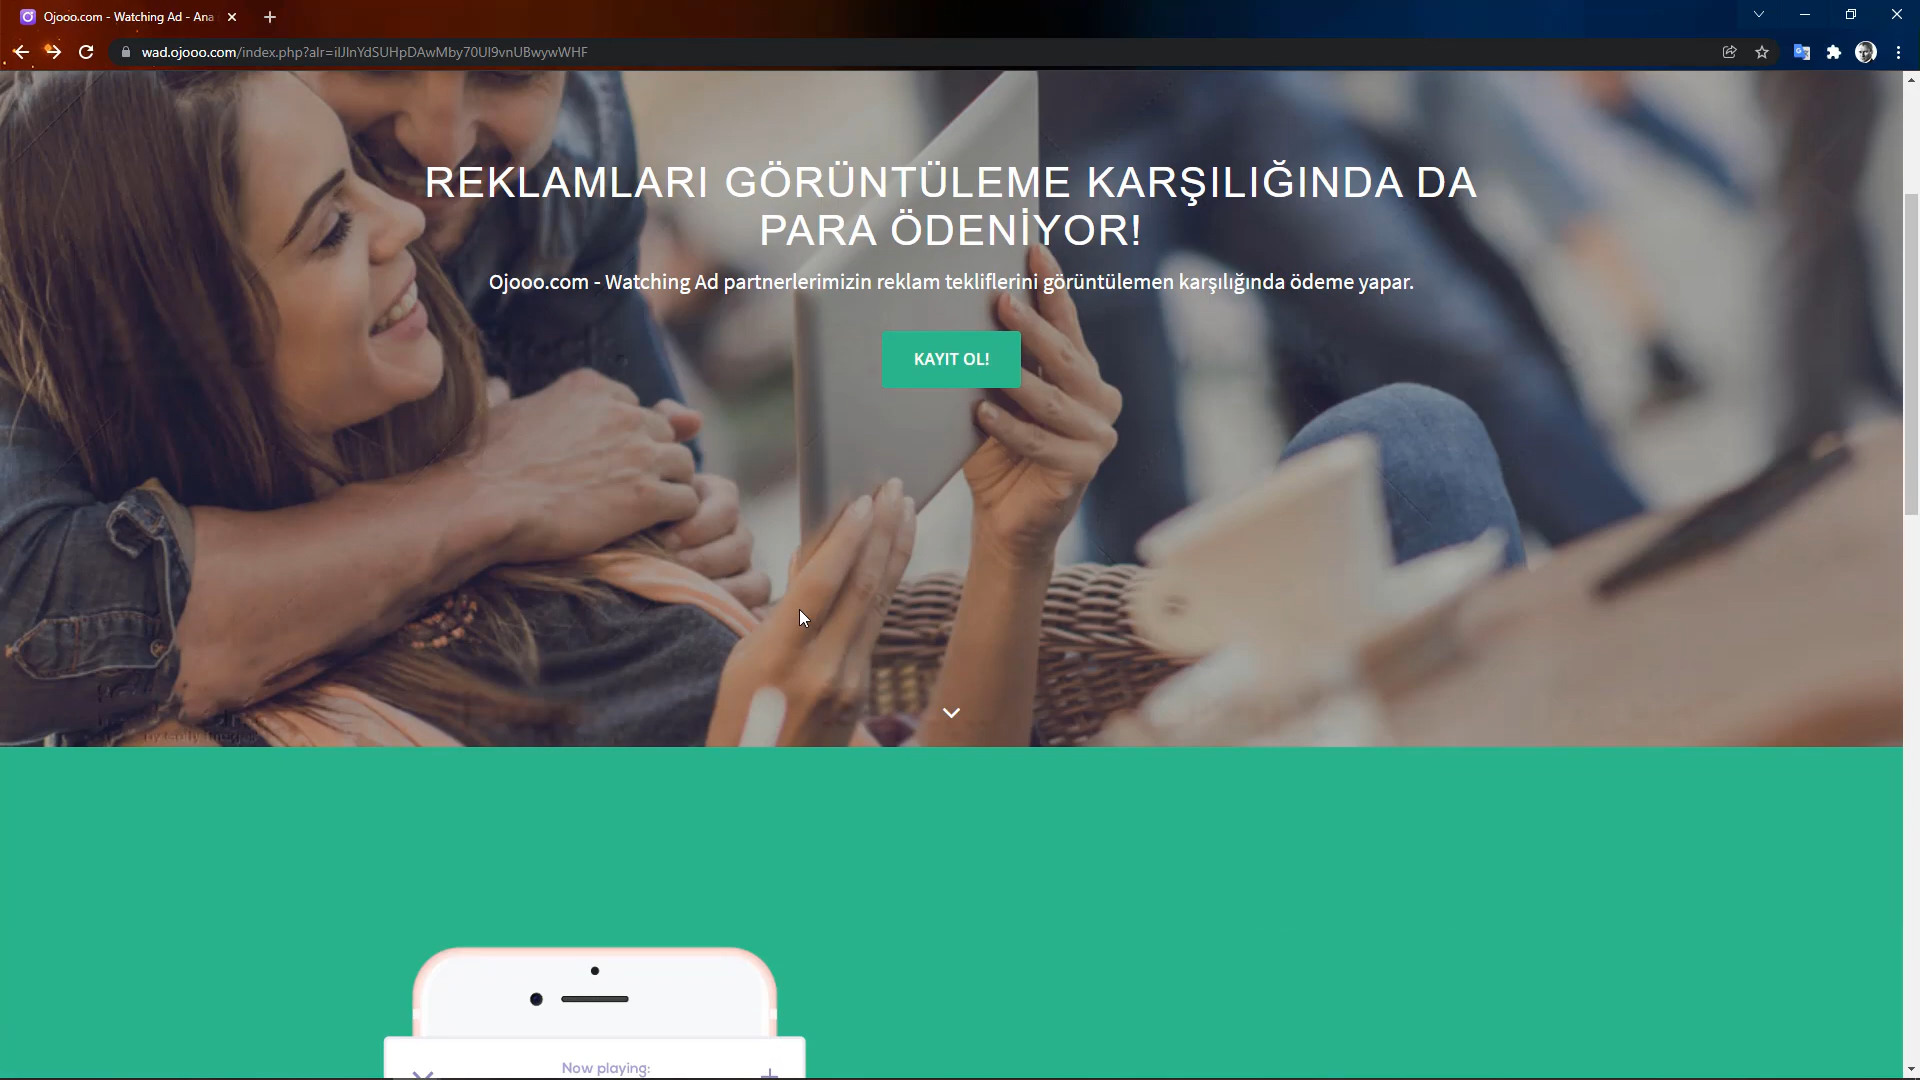 Ojooo.com - Watching Ad - Ana
wad.ojooo.com/index.php?alr=
REKLAMLARI GÖRÜNTÜLEME KARŞILIĞINDA DA
PARA ÖDENİYOR!
Ojooo.com - Watching Ad partnerlerimizin reklam tekliflerini görüntülemen karşılığında ödeme yapar.
KAYIT OL!
Now playing: